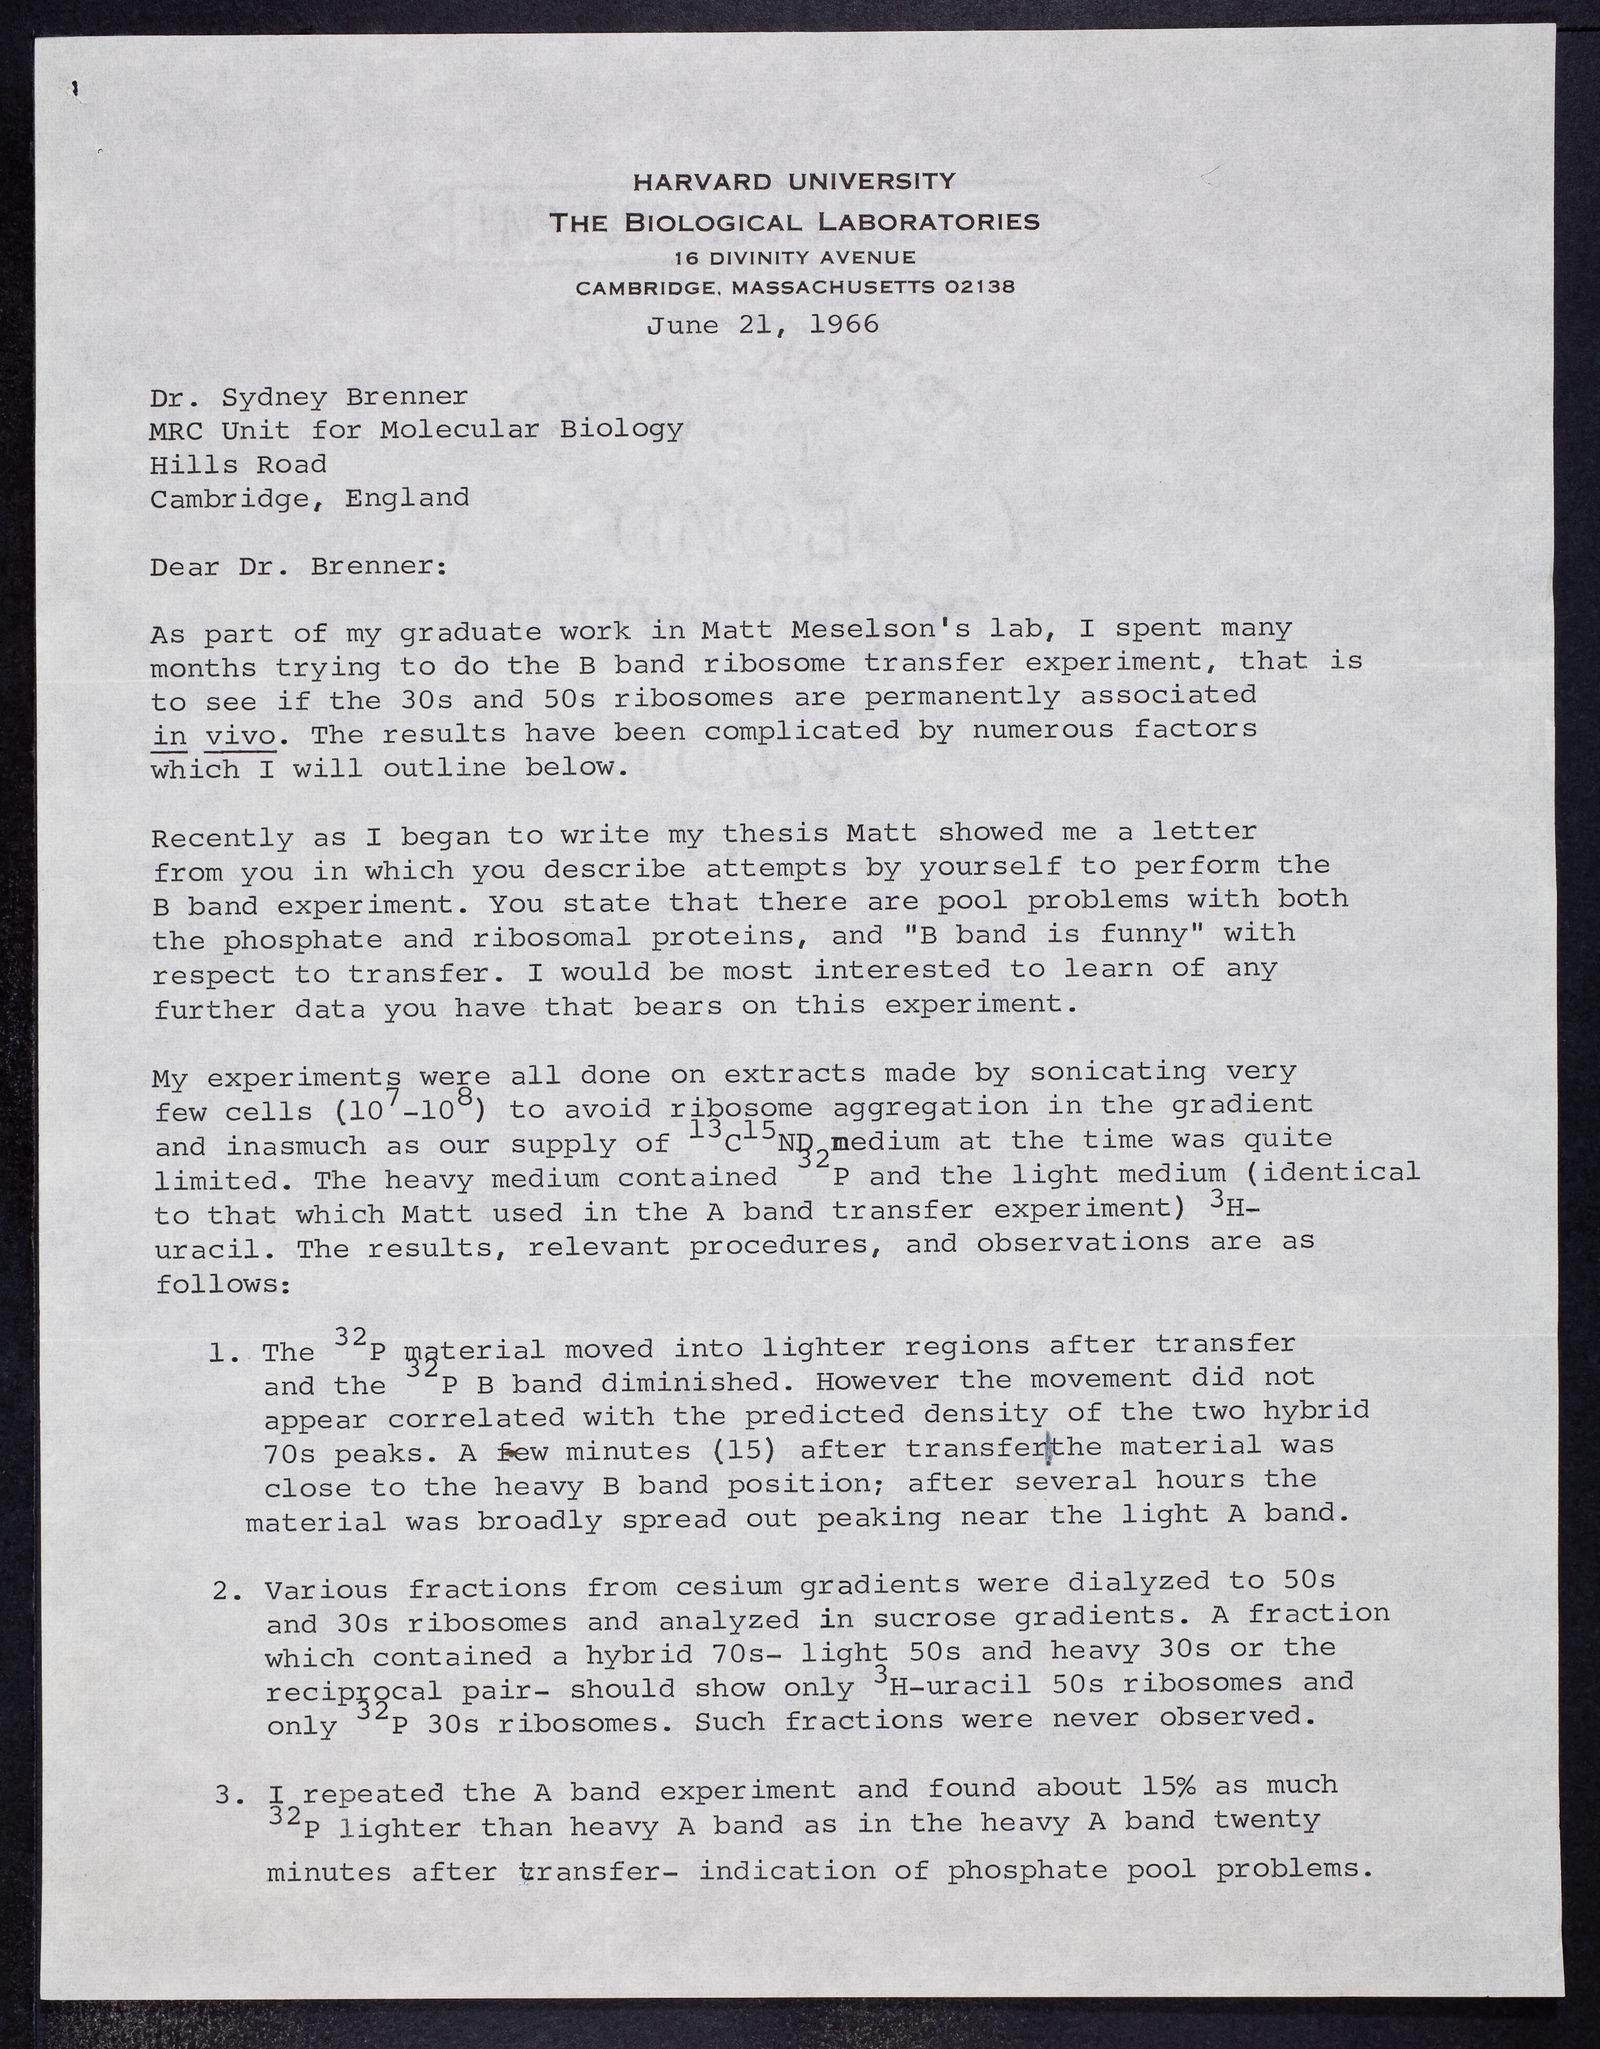 HARVARD UNIVERSITY
THE BIOLOGICAL LABORATORIES
16 DIVINITY AVENUE
CAMBRIDGE, MASSACHUSETTS 02138
June 21, 1966
Dr. Sydney Brenner
MRC Unit for Molecular Biology
Hills Road
Cambridge, England
Dear Dr. Brenner:
As part of my graduate work in Matt Meselson's lab, I spent many
months trying to do the B band ribosome transfer experiment, that is
to see if the 30s and 50s ribosomes are permanently associated
in vivo. The results have been complicated by numerous factors
which I will outline below.
Recently as I began to write my thesis Matt showed me a letter
from you in which you describe attempts by yourself to perform the
B band experiment. You state that there are pool problems with both
the phosphate and ribosomal proteins, and "B band is funny" with
respect to transfer. I would be most interested to learn of any
further data you have that bears on this experiment.
My experiments were all done on extracts made by sonicating very
few cells (10⁷-10⁸) to avoid ribosome aggregation in the gradient
and inasmuch as our supply of ¹³C¹⁵ND₂medium at the time was quite
limited. The heavy medium contained ³²P and the light medium (identical
to that which Matt used in the A band transfer experiment) ³H-
uracil. The results, relevant procedures, and observations are as
follows:
1. The ³²P material moved into lighter regions after transfer
and the ³²P B band diminished. However the movement did not
appear correlated with the predicted density of the two hybrid
70s peaks. A few minutes (15) after transfer the material was
close to the heavy B band position; after several hours the
material was broadly spread out peaking near the light A band.
2. Various fractions from cesium gradients were dialyzed to 50s
and 30s ribosomes and analyzed in sucrose gradients. A fraction
which contained a hybrid 70s- light 50s and heavy 30s or the
reciprocal pair- should show only ³H-uracil 50s ribosomes and
only ³²P 30s ribosomes. Such fractions were never observed.
3. I repeated the A band experiment and found about 15% as much
³²P lighter than heavy A band as in the heavy A band twenty
minutes after transfer- indication of phosphate pool problems.